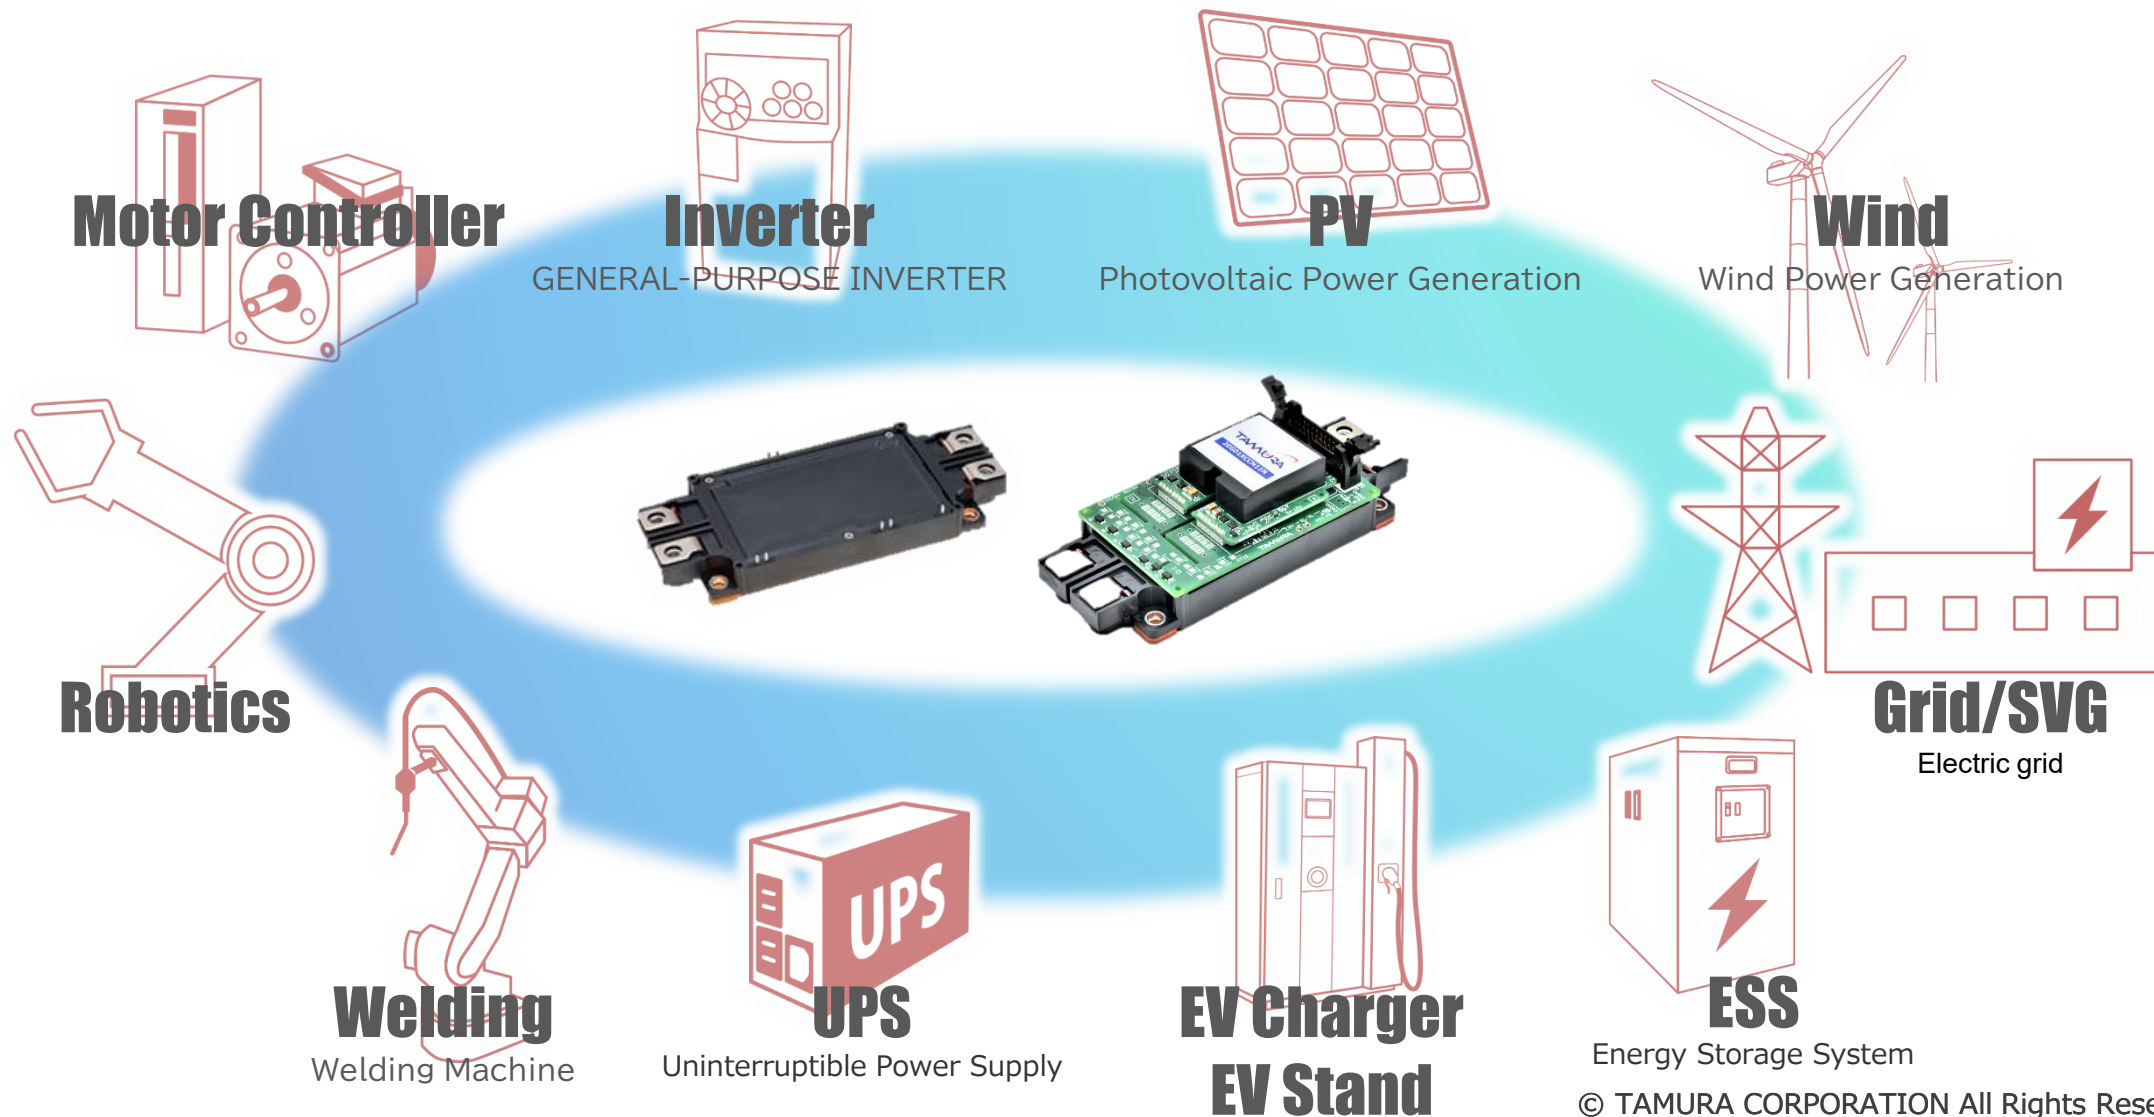 Motor Controller
Inverter
GENERAL-PURPOSE INVERTER
PV
Photovoltaic Power Generation
Wind
Wind Power Generation
TAMURA
TAMURA
Robotics
Grid/SVG
Electric grid
UPS
Welding
Welding Machine
UPS
Uninterruptible Power Supply
EV Charger
EV Stand
ESS
Energy Storage System
© TAMURA CORPORATION All Rights Rese